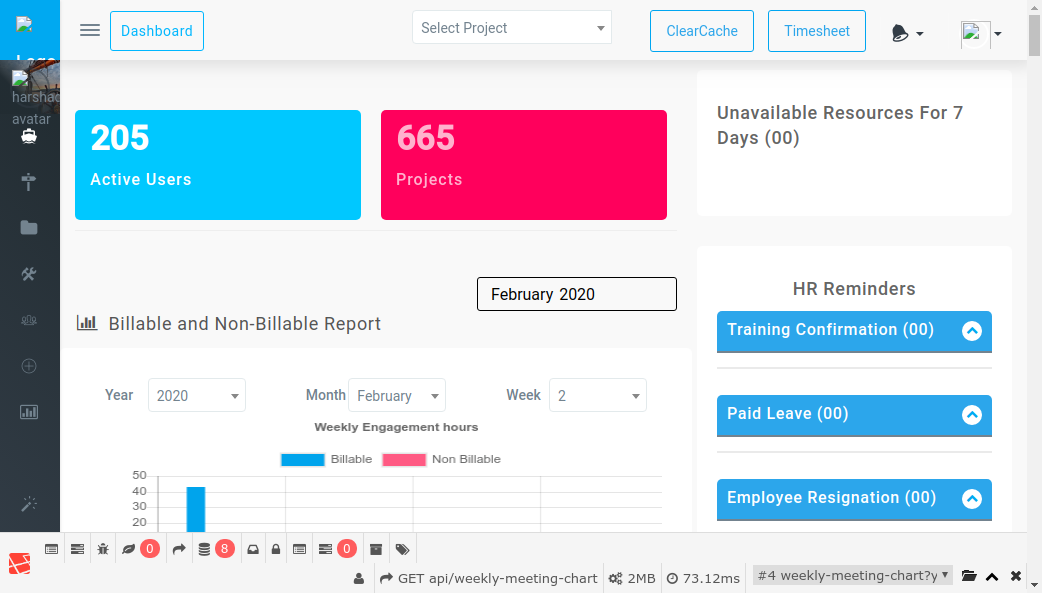 Dashboard
Select Project
ClearCache
Timesheet
harshad
avatar
205
Active Users
665
Projects
Unavailable Resources For 7
Days (00)
February 2020
Billable and Non-Billable Report
HR Reminders
Training Confirmation (00)
Paid Leave (00)
Employee Resignation (00)
Year
2020
Month
February
Week
2
Weekly Engagement hours
Billable
Non Billable
50
40
30
20
0
8
0
GET api/weekly-meeting-chart
2MB
73.12ms
#4 weekly-meeting-chart?y